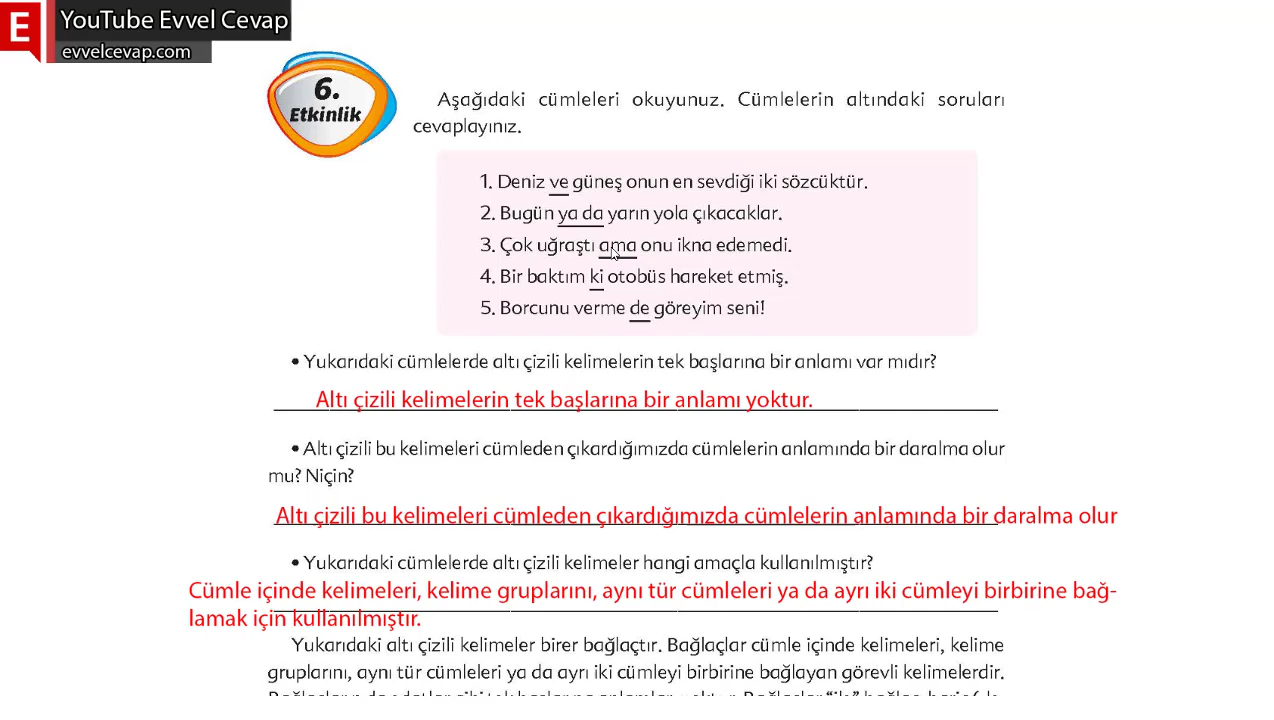 E YouTube Evvel Cevap
evvelcevap.com
6.
Etkinlik
Aşağıdaki cümleleri okuyunuz. Cümlelerin altındaki soruları
cevaplayınız.
1. Deniz ve güneş onun en sevdiği iki sözcüktür.
2. Bugün ya da yarın yola çıkacaklar.
3. Çok uğraştı ama onu ikna edemedi.
4. Bir baktım ki otobüs hareket etmiş.
5. Borcunu verme de göreyim seni!
• Yukarıdaki cümlelerde altı çizili kelimelerin tek başlarına bir anlamı var mıdır?
Altı çizili kelimelerin tek başlarına bir anlamı yoktur.
• Altı çizili bu kelimeleri cümleden çıkardığımızda cümlelerin anlamında bir daralma olur
mu? Niçin?
Altı çizili bu kelimeleri cümleden çıkardığımızda cümlelerin anlamında bir daralma olur
• Yukarıdaki cümlelerde altı çizili kelimeler hangi amaçla kullanılmıştır?
Cümle içinde kelimeleri, kelime gruplarını, aynı tür cümleleri ya da ayrı iki cümleyi birbirine bağ-
lamak için kullanılmıştır.
Yukarıdaki altı çizili kelimeler birer bağlaçtır. Bağlaçlar cümle içinde kelimeleri, kelime
gruplarını, aynı tür cümleleri ya da ayrı iki cümleyi birbirine bağlayan görevli kelimelerdir.